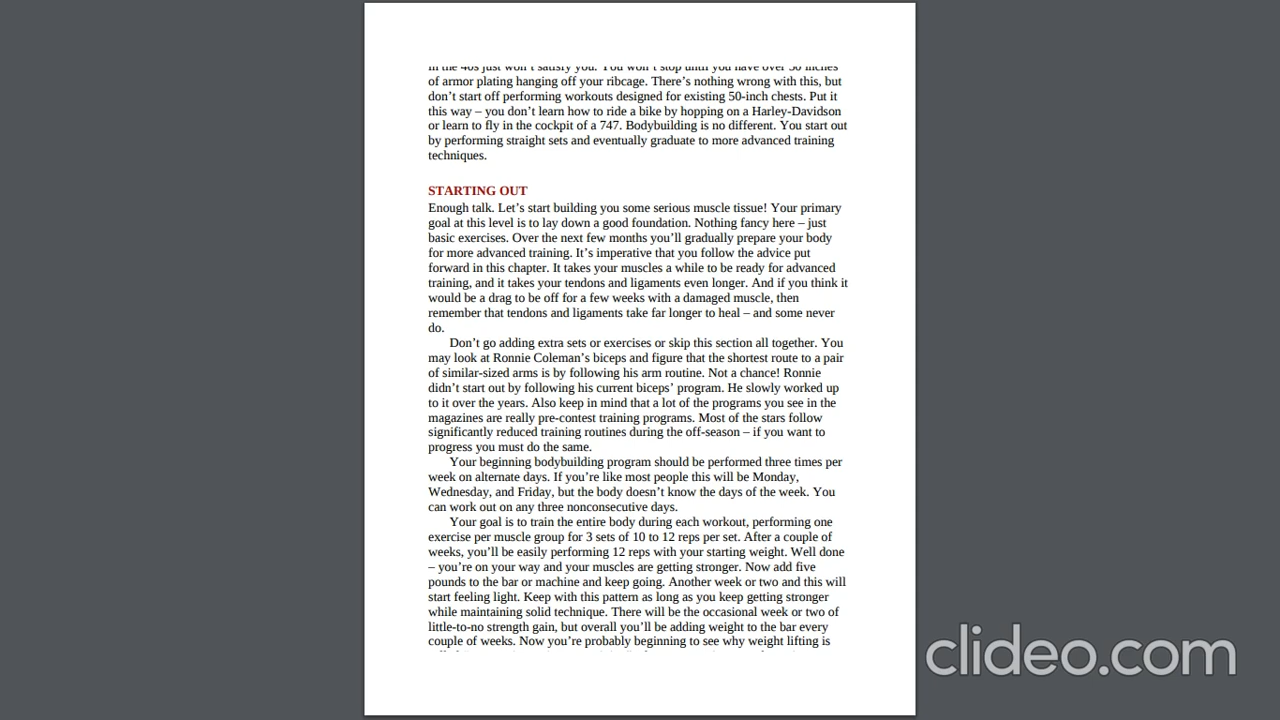 in the 40s just won’t satisfy you. You won’t stop until you have over 50 inches
of armor plating hanging off your ribcage. There’s nothing wrong with this, but
don’t start off performing workouts designed for existing 50-inch chests. Put it
this way – you don’t learn how to ride a bike by hopping on a Harley-Davidson
or learn to fly in the cockpit of a 747. Bodybuilding is no different. You start out
by performing straight sets and eventually graduate to more advanced training
techniques.
STARTING OUT
Enough talk. Let’s start building you some serious muscle tissue! Your primary
goal at this level is to lay down a good foundation. Nothing fancy here – just
basic exercises. Over the next few months you’ll gradually prepare your body
for more advanced training. It’s imperative that you follow the advice put
forward in this chapter. It takes your muscles a while to be ready for advanced
training, and it takes your tendons and ligaments even longer. And if you think it
would be a drag to be off for a few weeks with a damaged muscle, then
remember that tendons and ligaments take far longer to heal – and some never
do.
Don’t go adding extra sets or exercises or skip this section all together. You
may look at Ronnie Coleman’s biceps and figure that the shortest route to a pair
of similar-sized arms is by following his arm routine. Not a chance! Ronnie
didn’t start out by following his current biceps’ program. He slowly worked up
to it over the years. Also keep in mind that a lot of the programs you see in the
magazines are really pre-contest training programs. Most of the stars follow
significantly reduced training routines during the off-season – if you want to
progress you must do the same.
Your beginning bodybuilding program should be performed three times per
week on alternate days. If you’re like most people this will be Monday,
Wednesday, and Friday, but the body doesn’t know the days of the week. You
can work out on any three nonconsecutive days.
Your goal is to train the entire body during each workout, performing one
exercise per muscle group for 3 sets of 10 to 12 reps per set. After a couple of
weeks, you’ll be easily performing 12 reps with your starting weight. Well done
– you’re on your way and your muscles are getting stronger. Now add five
pounds to the bar or machine and keep going. Another week or two and this will
start feeling light. Keep with this pattern as long as you keep getting stronger
while maintaining solid technique. There will be the occasional week or two of
little-to-no strength gain, but overall you’ll be adding weight to the bar every
couple of weeks. Now you’re probably beginning to see why weight lifting is
clideo.com